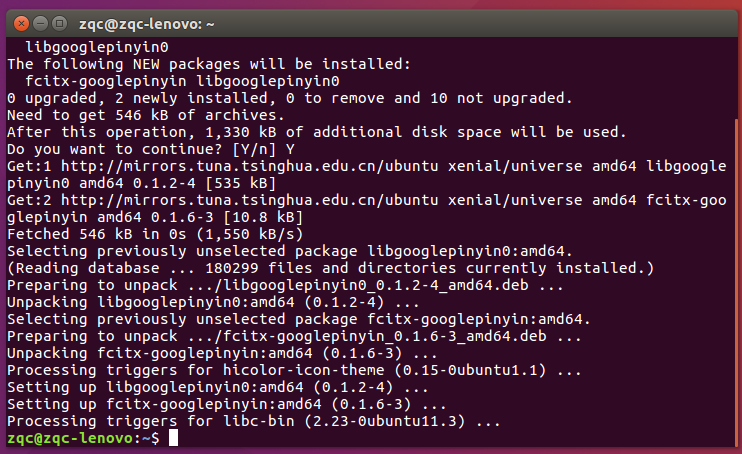 zqc@zqc-lenovo: ~
  libgooglepinyin0
The following NEW packages will be installed:
  fcitx-googlepinyin libgooglepinyin0
0 upgraded, 2 newly installed, 0 to remove and 10 not upgraded.
Need to get 546 kB of archives.
After this operation, 1,330 kB of additional disk space will be used.
Do you want to continue? [Y/n] Y
Get:1 http://mirrors.tuna.tsinghua.edu.cn/ubuntu xenial/universe amd64 libgoogle
pinyin0 amd64 0.1.2-4 [535 kB]
Get:2 http://mirrors.tuna.tsinghua.edu.cn/ubuntu xenial/universe amd64 fcitx-goo
glepinyin amd64 0.1.6-3 [10.8 kB]
Fetched 546 kB in 0s (1,550 kB/s)
Selecting previously unselected package libgooglepinyin0:amd64.
(Reading database ... 180299 files and directories currently installed.)
Preparing to unpack .../libgooglepinyin0_0.1.2-4_amd64.deb ...
Unpacking libgooglepinyin0:amd64 (0.1.2-4) ...
Selecting previously unselected package fcitx-googlepinyin:amd64.
Preparing to unpack .../fcitx-googlepinyin_0.1.6-3_amd64.deb ...
Unpacking fcitx-googlepinyin:amd64 (0.1.6-3) ...
Processing triggers for hicolor-icon-theme (0.15-0ubuntu1.1) ...
Setting up libgooglepinyin0:amd64 (0.1.2-4) ...
Setting up fcitx-googlepinyin:amd64 (0.1.6-3) ...
Processing triggers for libc-bin (2.23-0ubuntu11.3) ...
zqc@zqc-lenovo:~$